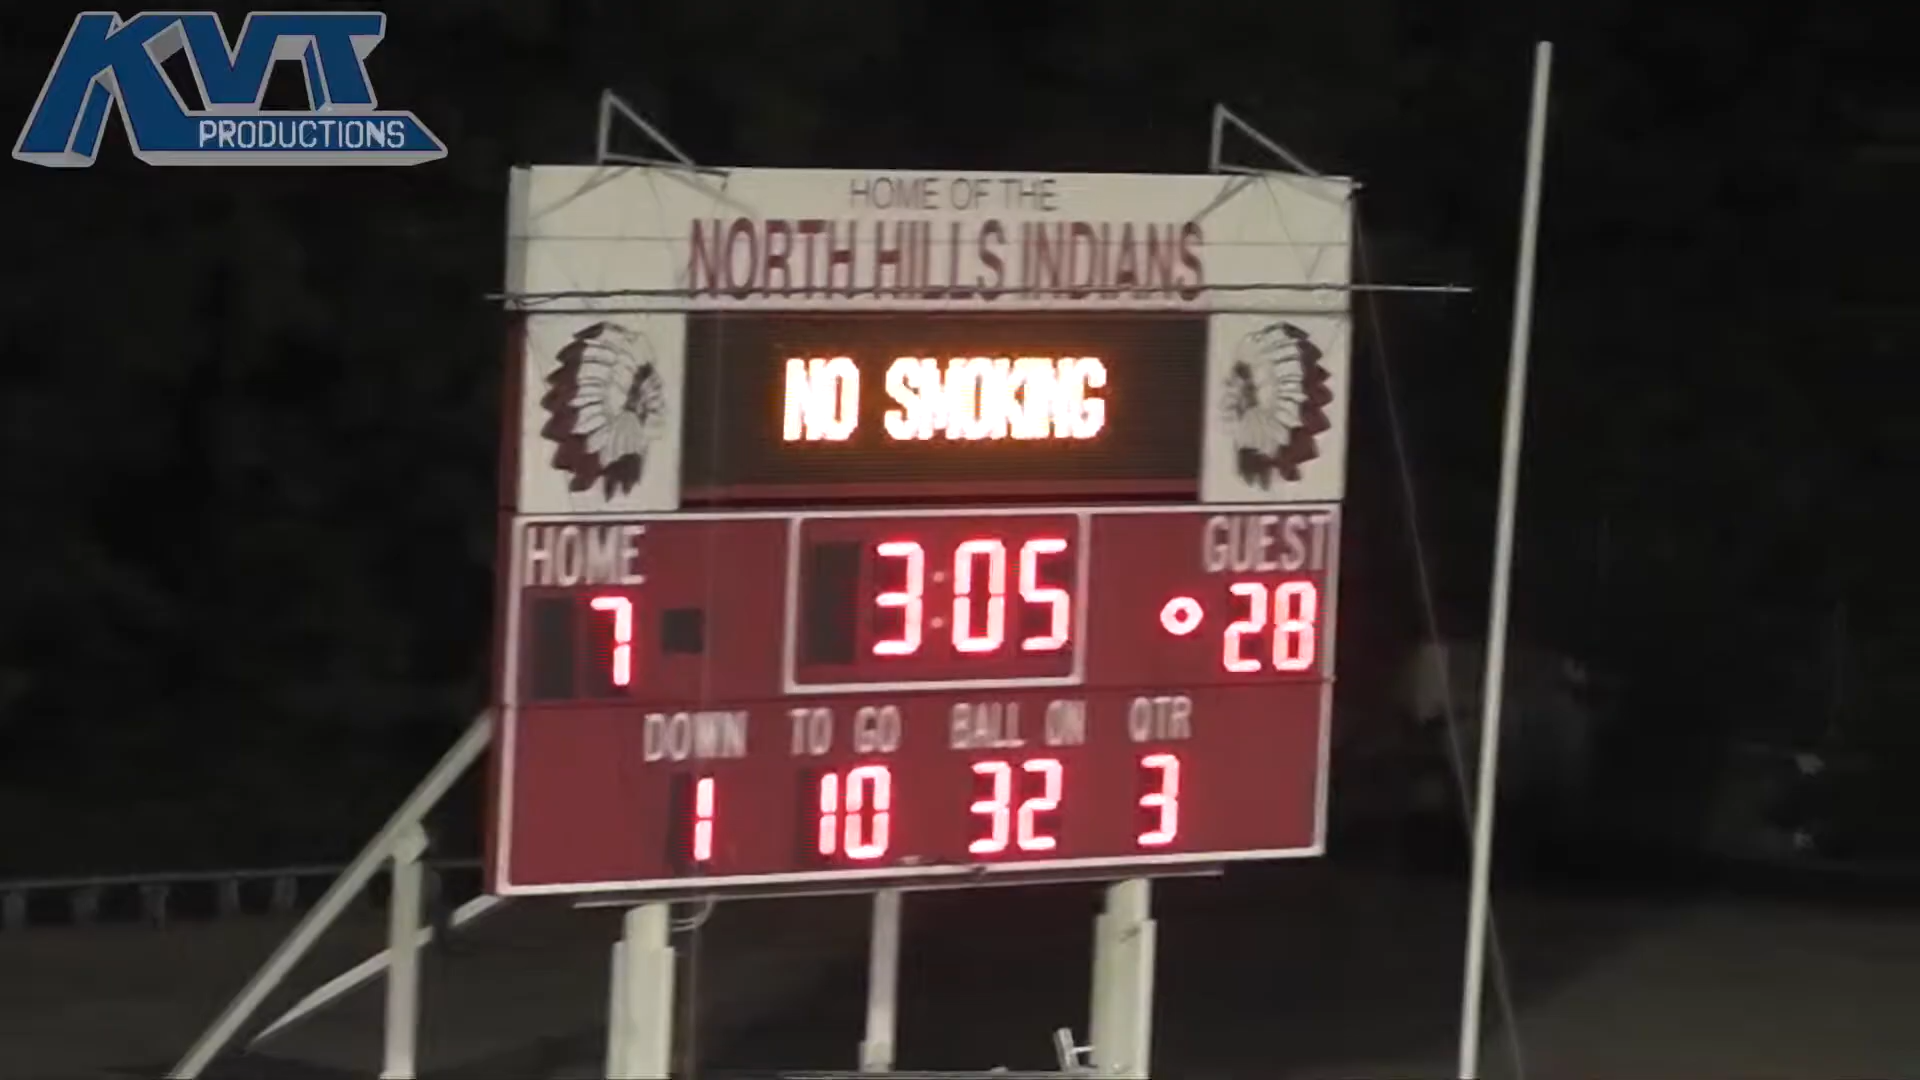 KVT
PRODUCTIONS
HOME OF THE
NORTH HILLS INDIANS
NO SMOKING
HOME
3:05
GUEST
7
28
DOWN TO GO BALL ON QTR
1 10 32 3